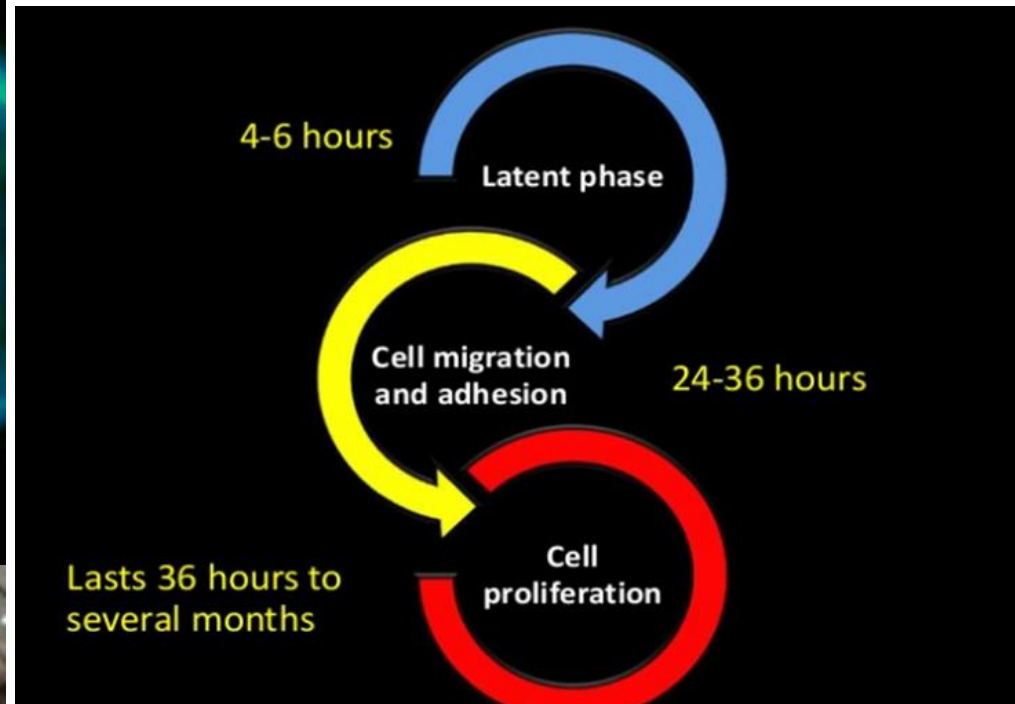 4-6 hours
Latent phase
Cell migration
and adhesion
24-36 hours
Lasts 36 hours to
several months
Cell
proliferation